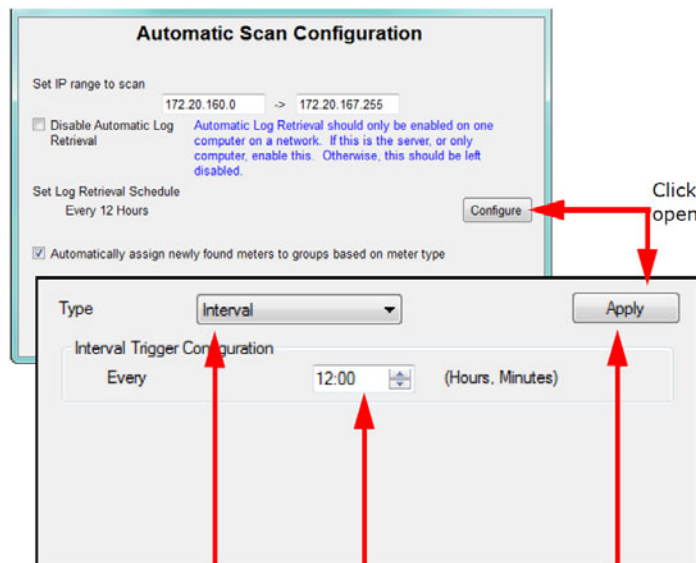 Automatic Scan Configuration
Set IP range to scan
172.20.160.0 -> 172.20.167.255
Disable Automatic Log
Retrieval
Automatic Log Retrieval should only be enabled on one
computer on a network. If this is the server, or only
computer, enable this. Otherwise, this should be left
disabled.
Set Log Retrieval Schedule
Every 12 Hours
Configure
Click
open
Automatically assign newly found meters to groups based on meter type
Type
Interval
Apply
Interval Trigger Configuration
Every
12:00
(Hours, Minutes)